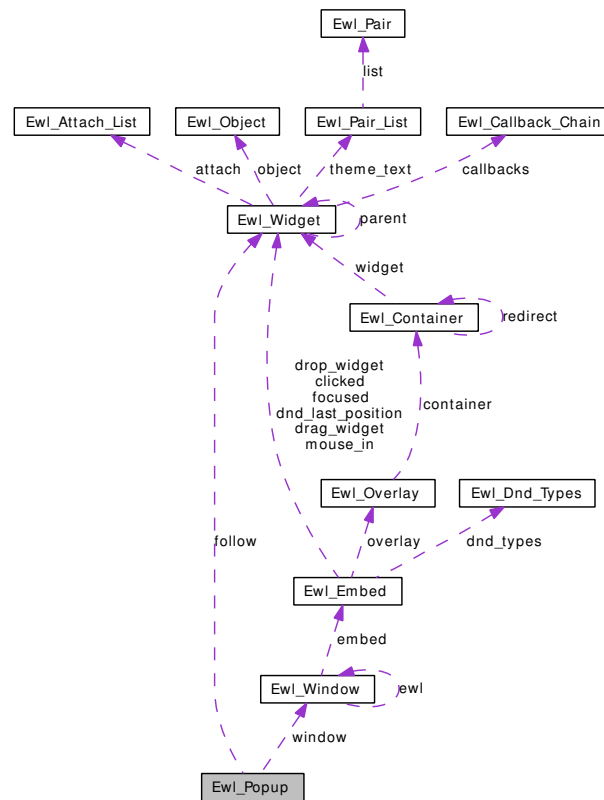 Ewl_Pair
list
Ewl_Attach_List
Ewl_Object
Ewl_Pair_List
Ewl_Callback_Chain
attach
object
theme_text
callbacks
Ewl_Widget
parent
widget
Ewl_Container
redirect
drop_widget
clicked
focused
dnd_last_position
drag_widget
mouse_in
container
Ewl_Overlay
Ewl_Dnd_Types
follow
overlay
dnd_types
Ewl_Embed
embed
Ewl_Window
ewl
window
Ewl_Popup